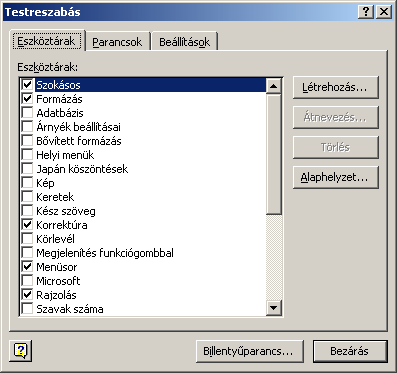 Testreszabás
Eszköztárak Parancsok Beállítások
Eszköztárak:
Szokásos
Formázás
Adatbázis
Árnyék beállításai
Bővített formázás
Helyi menük
Japán köszöntések
Kép
Keretek
Kész szöveg
Korrektúra
Körlevél
Megjelenítés funkciógombbal
Menüsor
Microsoft
Rajzolás
Szavak száma
Létrehozás...
Átnevezés...
Törlés
Alaphelyzet...
Billentyűparancs... Bezárás